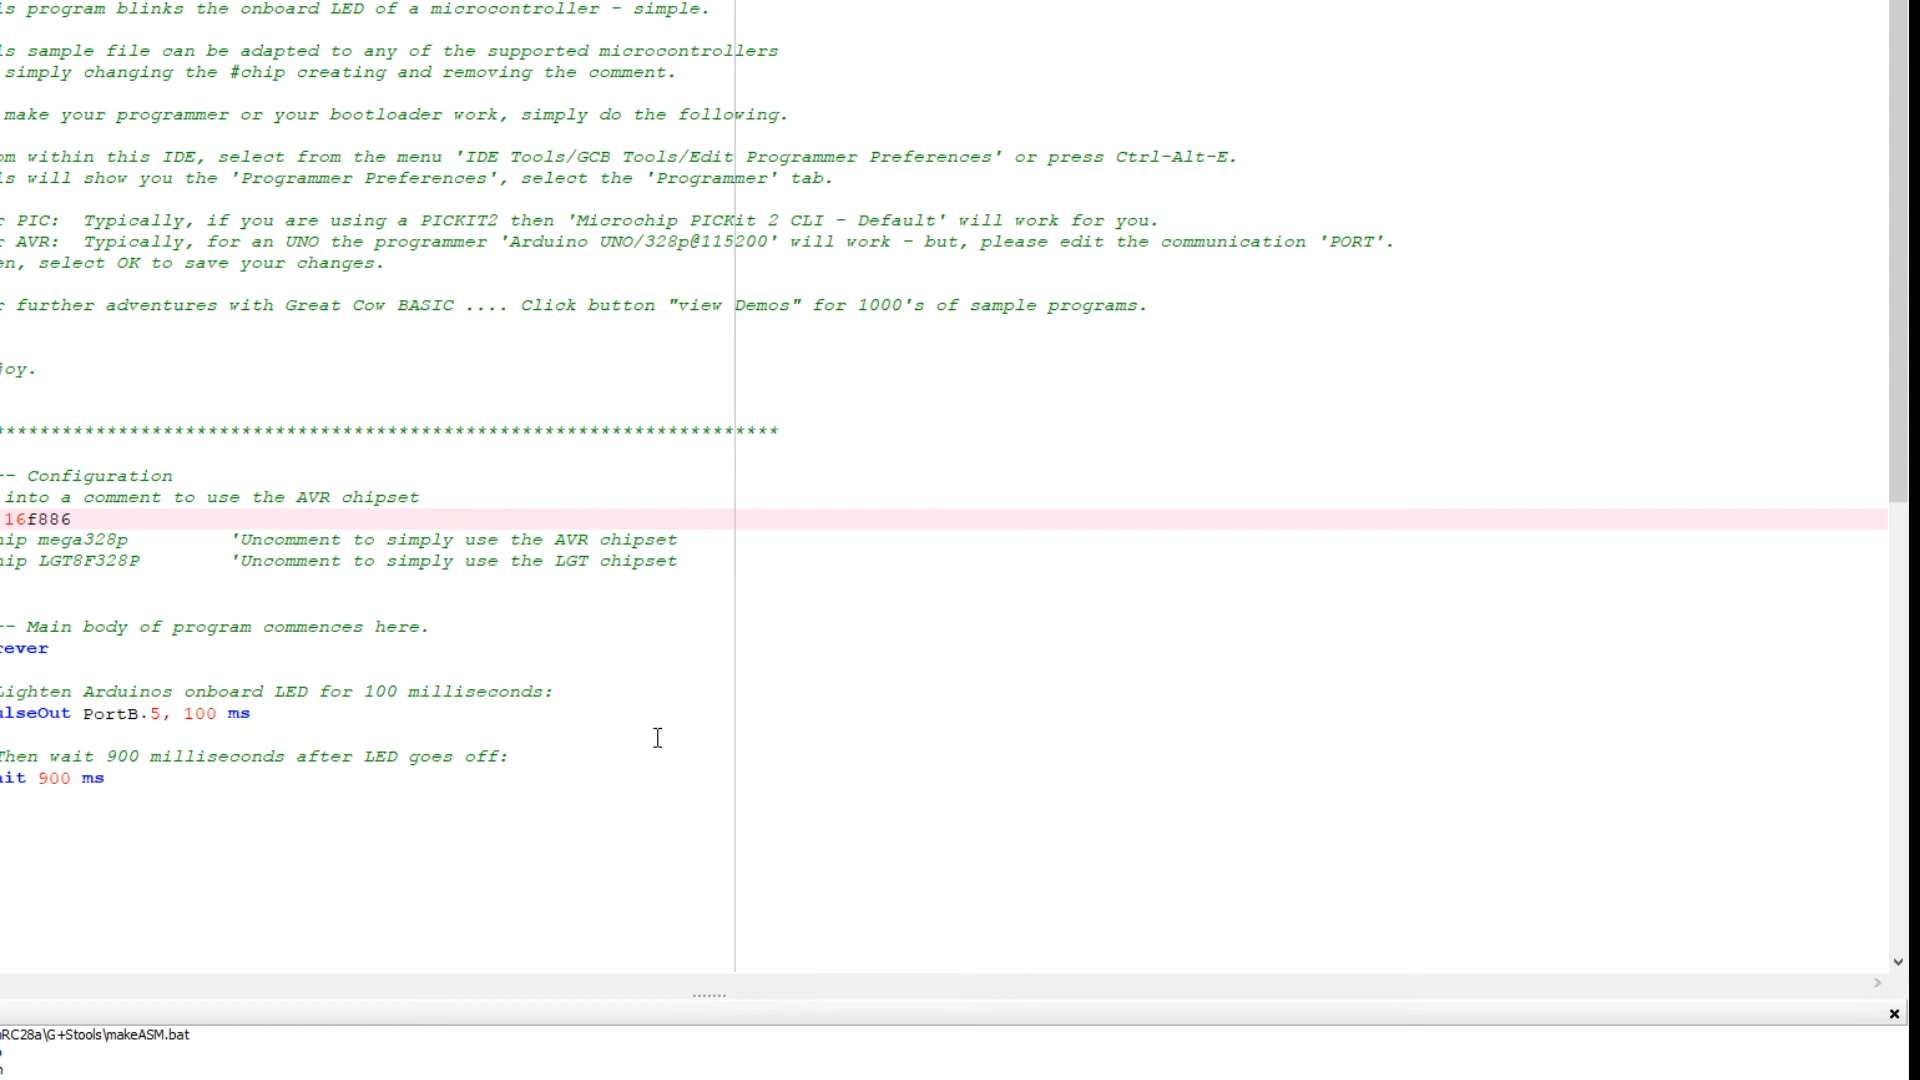 is program blinks the onboard LED of a microcontroller - simple.
is sample file can be adapted to any of the supported microcontrollers
simply changing the #chip creating and removing the comment.
make your programmer or your bootloader work, simply do the following.
om within this IDE, select from the menu 'IDE Tools/GCB Tools/Edit Programmer Preferences' or press Ctrl-Alt-E.
is will show you the 'Programmer Preferences', select the 'Programmer' tab.
r PIC:  Typically, if you are using a PICKIT2 then 'Microchip PICKit 2 CLI - Default' will work for you.
r AVR:  Typically, for an UNO the programmer 'Arduino UNO/328p@115200' will work - but, please edit the communication 'PORT'.
en, select OK to save your changes.
r further adventures with Great Cow BASIC .... Click button "view Demos" for 1000's of sample programs.
joy.
*********************************************************************
-- Configuration
into a comment to use the AVR chipset
16f886
hip mega328p         'Uncomment to simply use the AVR chipset
hip LGT8F328P        'Uncomment to simply use the LGT chipset
-- Main body of program commences here.
rever
Lighten Arduinos onboard LED for 100 milliseconds:
ulseOut PortB.5, 100 ms
Then wait 900 milliseconds after LED goes off:
ait 900 ms
RC28a\G+Stools\makeASM.bat